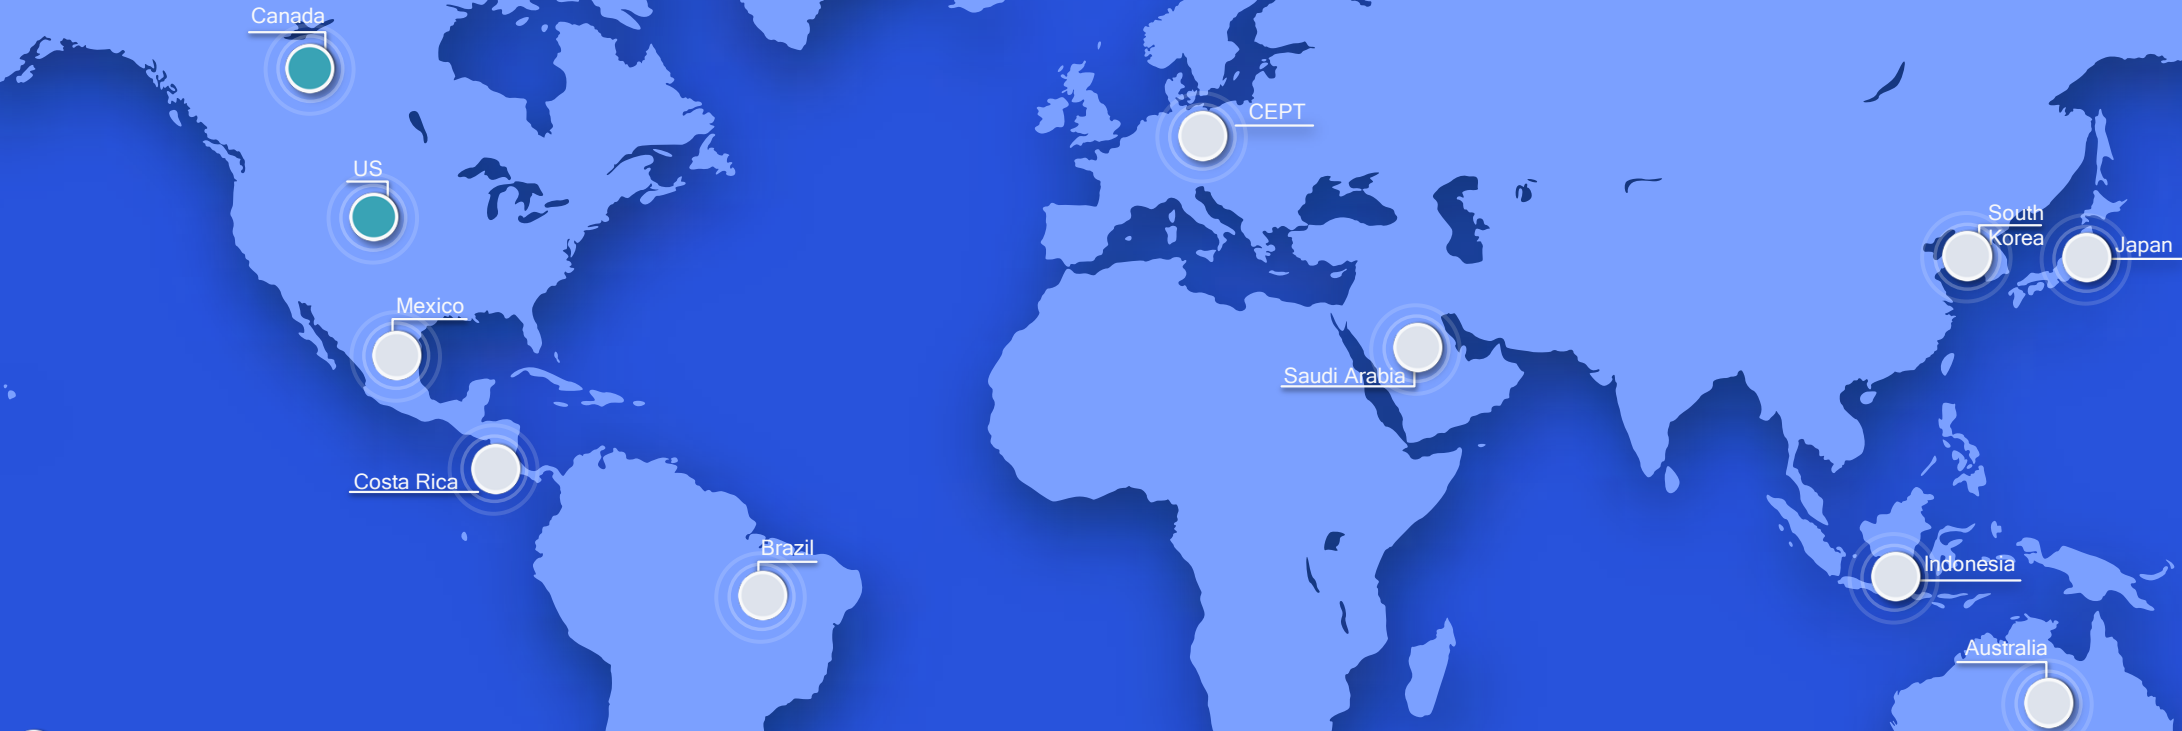 Canada
CEPT
US
South
Korea
Japan
Mexico
Saudi Arabia
Costa Rica
Brazil
Indonesia
Australia